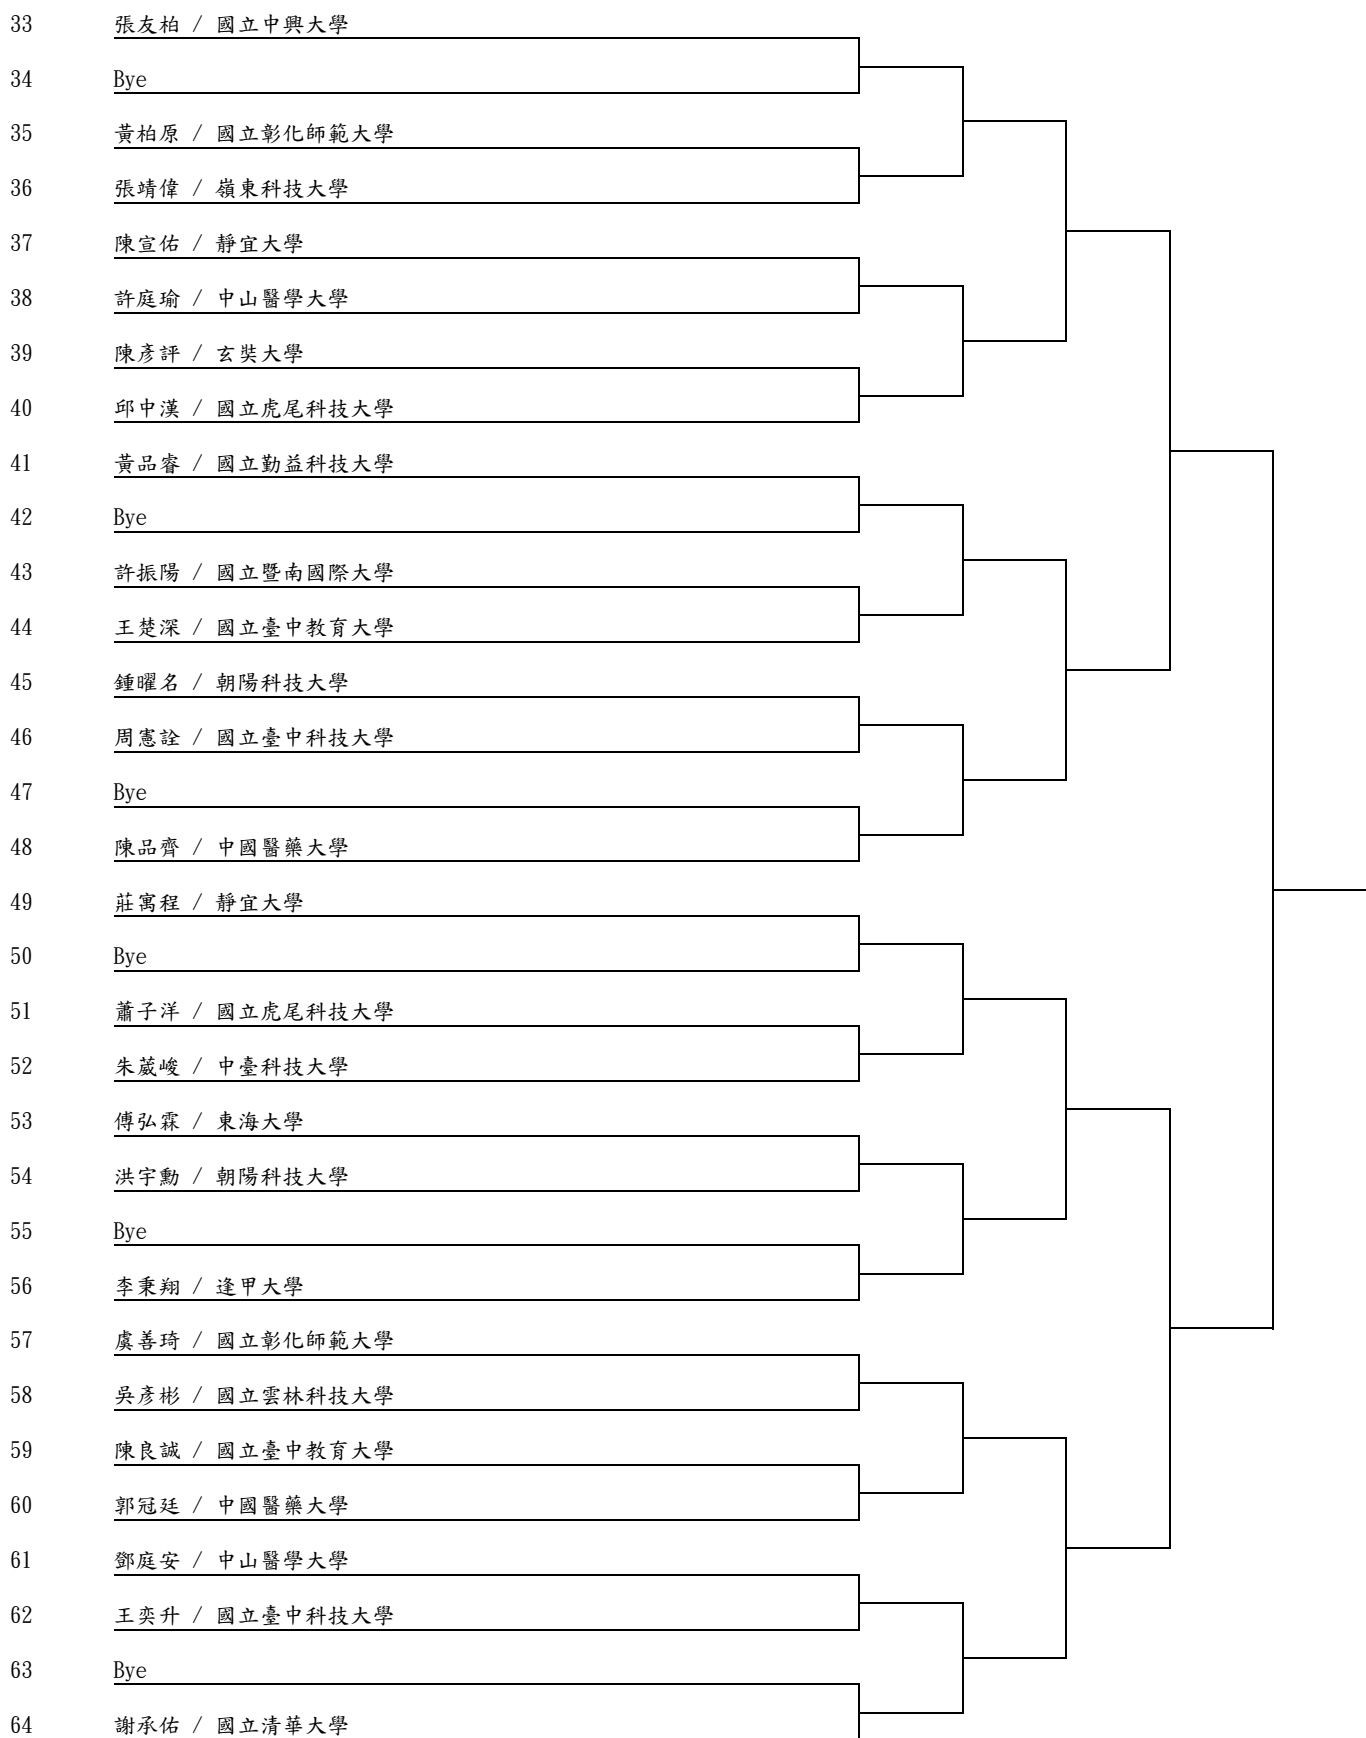 33 張友柏 / 國立中興大學
34 Bye
35 黃柏原 / 國立彰化師範大學
36 張靖偉 / 嶺東科技大學
37 陳宣佑 / 靜宜大學
38 許庭瑜 / 中山醫學大學
39 陳彥評 / 玄奘大學
40 邱中漢 / 國立虎尾科技大學
41 黃品睿 / 國立勤益科技大學
42 Bye
43 許振陽 / 國立暨南國際大學
44 王楚深 / 國立臺中教育大學
45 鍾曜名 / 朝陽科技大學
46 周憲詮 / 國立臺中科技大學
47 Bye
48 陳品齊 / 中國醫藥大學
49 莊寓程 / 靜宜大學
50 Bye
51 蕭子洋 / 國立虎尾科技大學
52 朱葳峻 / 中臺科技大學
53 傅弘霖 / 東海大學
54 洪宇勳 / 朝陽科技大學
55 Bye
56 李秉翔 / 逢甲大學
57 虞善琦 / 國立彰化師範大學
58 吳彥彬 / 國立雲林科技大學
59 陳良誠 / 國立臺中教育大學
60 郭冠廷 / 中國醫藥大學
61 鄧庭安 / 中山醫學大學
62 王奕升 / 國立臺中科技大學
63 Bye
64 謝承佑 / 國立清華大學